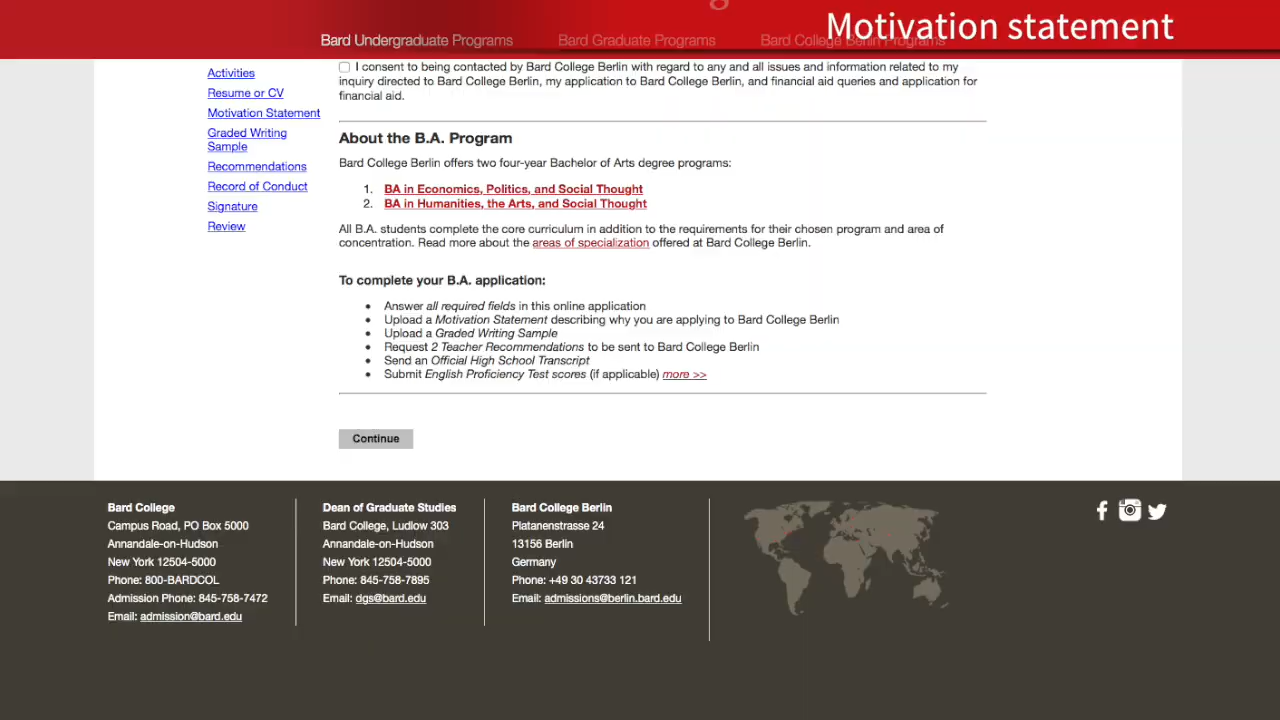 Motivation statement
Bard Undergraduate Programs
Bard Graduate Programs
Bard College Berlin Programs
Activities
Resume or CV
Motivation Statement
Graded Writing
Sample
Recommendations
Record of Conduct
Signature
Review
I consent to being contacted by Bard College Berlin with regard to any and all issues and information related to my
inquiry directed to Bard College Berlin, my application to Bard College Berlin, and financial aid queries and application for
financial aid.
About the B.A. Program
Bard College Berlin offers two four-year Bachelor of Arts degree programs:
1. BA in Economics, Politics, and Social Thought
2. BA in Humanities, the Arts, and Social Thought
All B.A. students complete the core curriculum in addition to the requirements for their chosen program and area of
concentration. Read more about the areas of specialization offered at Bard College Berlin.
To complete your B.A. application:
• Answer all required fields in this online application
• Upload a Motivation Statement describing why you are applying to Bard College Berlin
• Upload a Graded Writing Sample
• Request 2 Teacher Recommendations to be sent to Bard College Berlin
• Send an Official High School Transcript
• Submit English Proficiency Test scores (if applicable) more >>
Continue
Bard College
Campus Road, PO Box 5000
Annandale-on-Hudson
New York 12504-5000
Phone: 800-BARDCOL
Admission Phone: 845-758-7472
Email: admission@bard.edu
Dean of Graduate Studies
Bard College, Ludlow 303
Annandale-on-Hudson
New York 12504-5000
Phone: 845-758-7895
Email: dgs@bard.edu
Bard College Berlin
Platanenstrasse 24
13156 Berlin
Germany
Phone: +49 30 43733 121
Email: admissions@berlin.bard.edu